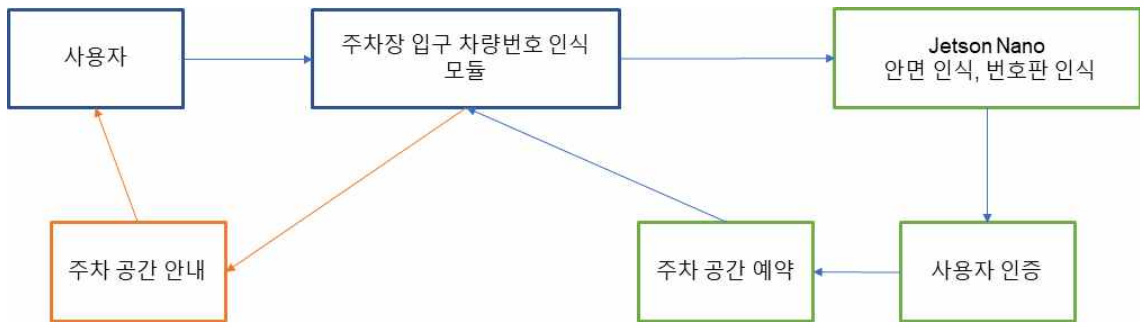 사용자
주차장 입구 차량번호 인식
모듈
Jetson Nano
안면 인식, 번호판 인식
주차 공간 안내
주차 공간 예약
사용자 인증